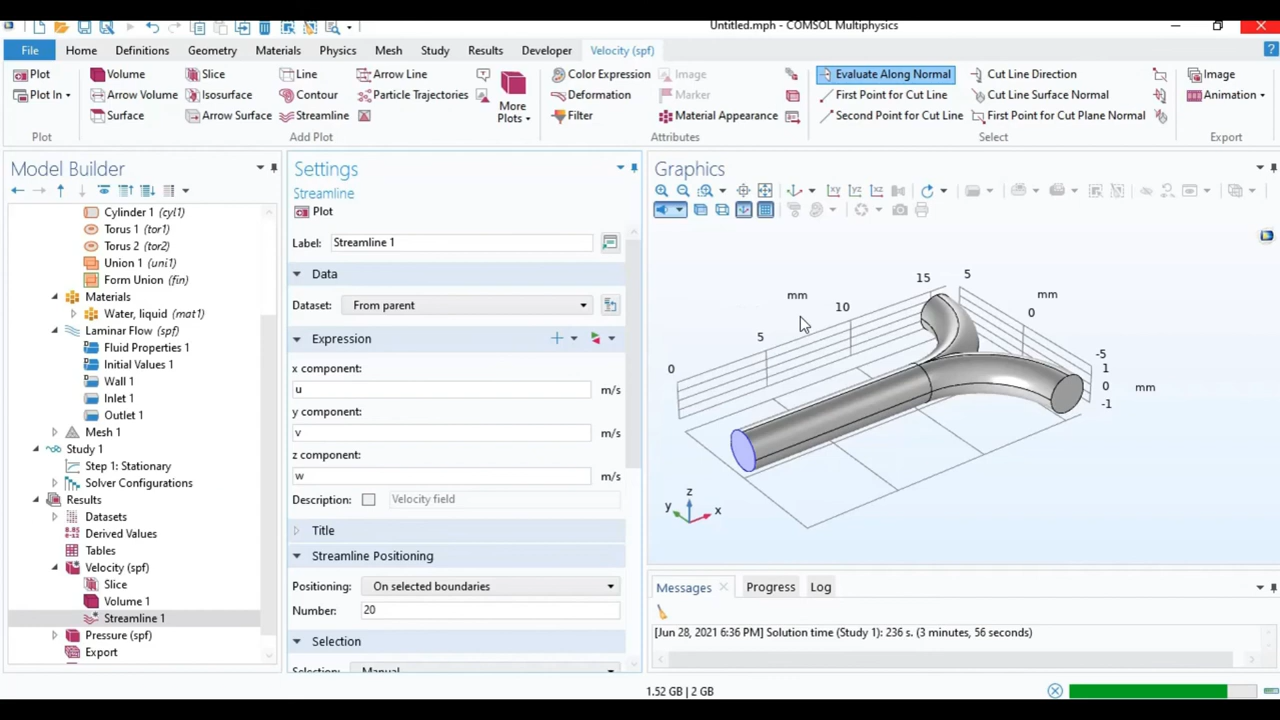 Untitled.mph - COMSOL Multiphysics
File Home Definitions Geometry Materials Physics Mesh Study Results Developer Velocity (spf)
Plot Volume Slice Line Arrow Line Color Expression Image Evaluate Along Normal Cut Line Direction Image
Plot In Arrow Volume Isosurface Contour Particle Trajectories More Plots Deformation Marker First Point for Cut Line Cut Line Surface Normal Animation
Surface Arrow Surface Streamline Filter Material Appearance Second Point for Cut Line First Point for Cut Plane Normal
Plot Add Plot Attributes Select Export
Model Builder
Cylinder 1 (cyl1)
Torus 1 (tor1)
Torus 2 (tor2)
Union 1 (uni1)
Form Union (fin)
Materials
Water, liquid (mat1)
Laminar Flow (spf)
Fluid Properties 1
Initial Values 1
Wall 1
Inlet 1
Outlet 1
Mesh 1
Study 1
Step 1: Stationary
Solver Configurations
Results
Datasets
8.85
e-12
Derived Values
Tables
Velocity (spf)
Slice
Volume 1
Streamline 1
Pressure (spf)
Export
Settings
Streamline
Plot
Label: Streamline 1
Data
Dataset: From parent
Expression
x component:
u m/s
y component:
v m/s
z component:
w m/s
Description: Velocity field
Title
Streamline Positioning
Positioning: On selected boundaries
Number: 20
Selection
Selection: Manual
Graphics
xy yz xz
15 5
mm mm
10 0
5
0
-5
1
0 mm
-1
z
y x
Messages Progress Log
[Jun 28, 2021 6:36 PM] Solution time (Study 1): 236 s. (3 minutes, 56 seconds)
1.52 GB | 2 GB